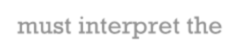 must interpret the